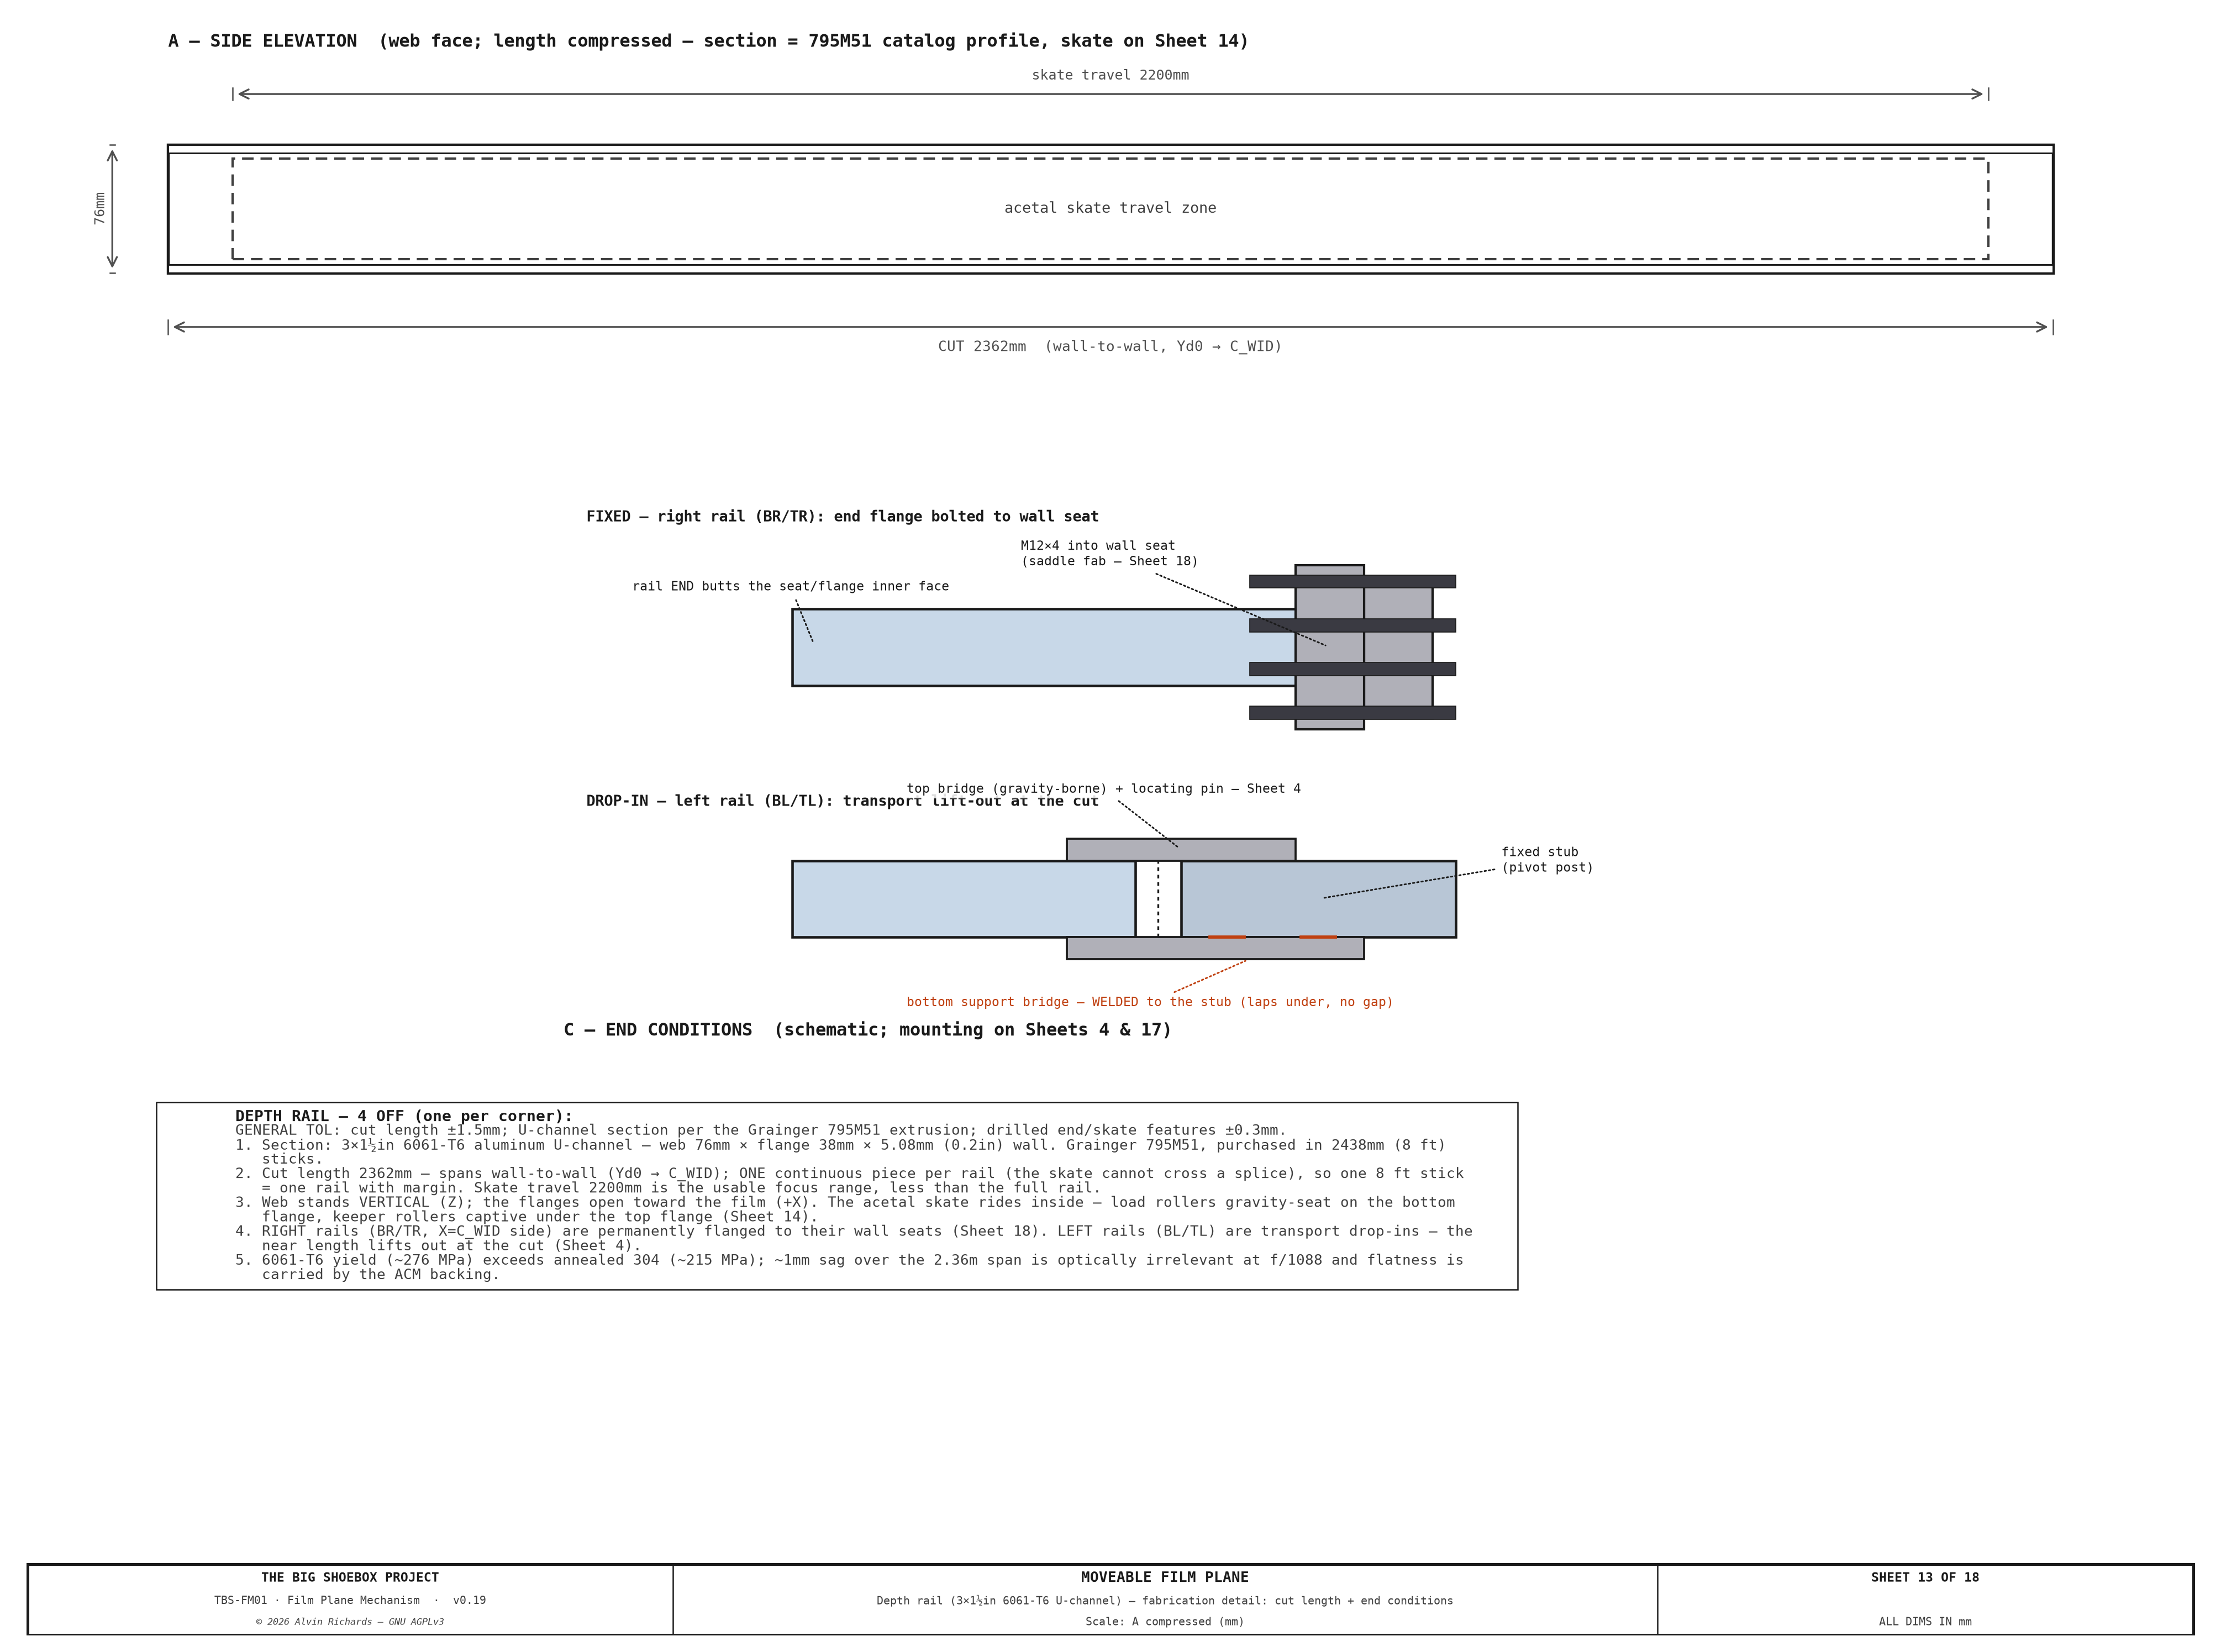 A — SIDE ELEVATION  (web face; length compressed — section = 795M51 catalog profile, skate on Sheet 14)
skate travel 2200mm
76mm
acetal skate travel zone
CUT 2362mm  (wall-to-wall, Yd0 → C_WID)
FIXED — right rail (BR/TR): end flange bolted to wall seat
M12×4 into wall seat
(saddle fab — Sheet 18)
rail END butts the seat/flange inner face
top bridge (gravity-borne) + locating pin — Sheet 4
DROP-IN — left rail (BL/TL): transport lift-out at the cut
fixed stub
(pivot post)
bottom support bridge — WELDED to the stub (laps under, no gap)
C — END CONDITIONS  (schematic; mounting on Sheets 4 & 17)
DEPTH RAIL — 4 OFF (one per corner):
GENERAL TOL: cut length ±1.5mm; U-channel section per the Grainger 795M51 extrusion; drilled end/skate features ±0.3mm.
1. Section: 3×1½in 6061-T6 aluminum U-channel — web 76mm × flange 38mm × 5.08mm (0.2in) wall. Grainger 795M51, purchased in 2438mm (8 ft)
sticks.
2. Cut length 2362mm — spans wall-to-wall (Yd0 → C_WID); ONE continuous piece per rail (the skate cannot cross a splice), so one 8 ft stick
= one rail with margin. Skate travel 2200mm is the usable focus range, less than the full rail.
3. Web stands VERTICAL (Z); the flanges open toward the film (+X). The acetal skate rides inside — load rollers gravity-seat on the bottom
flange, keeper rollers captive under the top flange (Sheet 14).
4. RIGHT rails (BR/TR, X=C_WID side) are permanently flanged to their wall seats (Sheet 18). LEFT rails (BL/TL) are transport drop-ins — the
near length lifts out at the cut (Sheet 4).
5. 6061-T6 yield (~276 MPa) exceeds annealed 304 (~215 MPa); ~1mm sag over the 2.36m span is optically irrelevant at f/1088 and flatness is
carried by the ACM backing.
THE BIG SHOEBOX PROJECT
TBS-FM01 · Film Plane Mechanism  ·  v0.19
© 2026 Alvin Richards — GNU AGPLv3
MOVEABLE FILM PLANE
Depth rail (3×1½in 6061-T6 U-channel) — fabrication detail: cut length + end conditions
Scale: A compressed (mm)
SHEET 13 OF 18
ALL DIMS IN mm